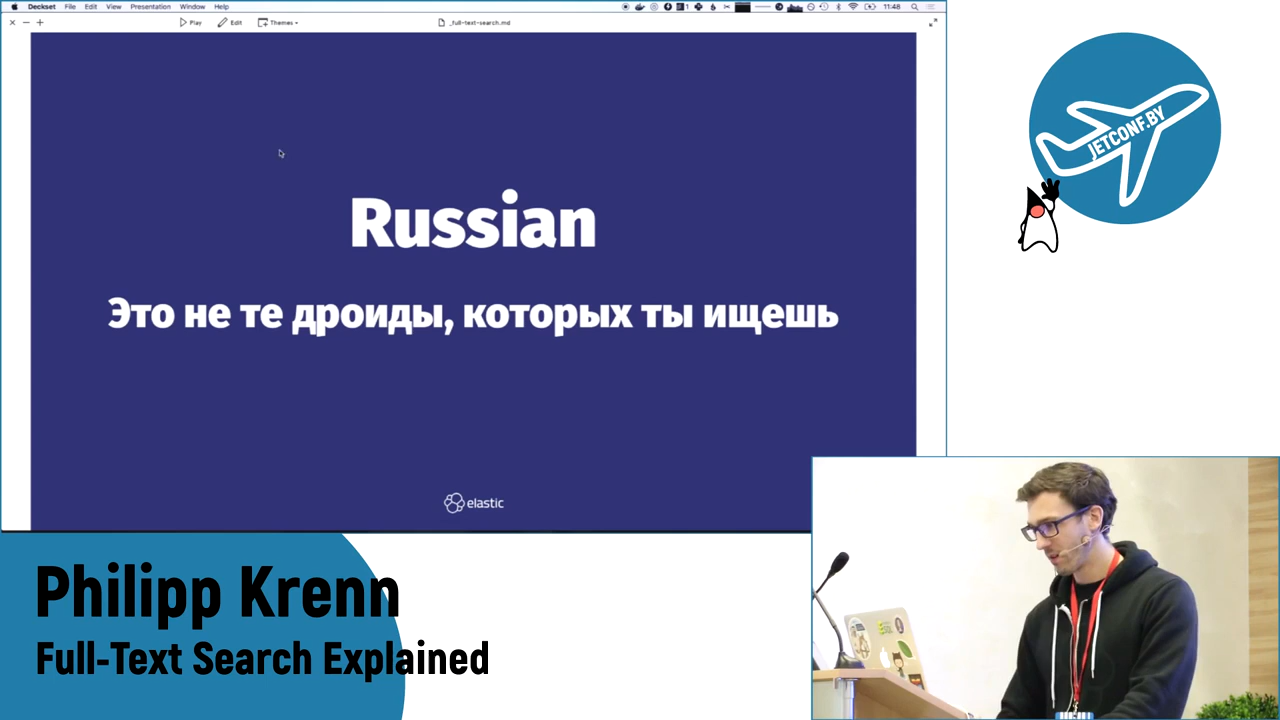 Deckset File Edit View Presentation Window Help
1
11:48
Play Edit Themes
_full-text-search.md
Russian
Это не те дроиды, которых ты ищешь
elastic
JETCONF.BY
Philipp Krenn
Full-Text Search Explained